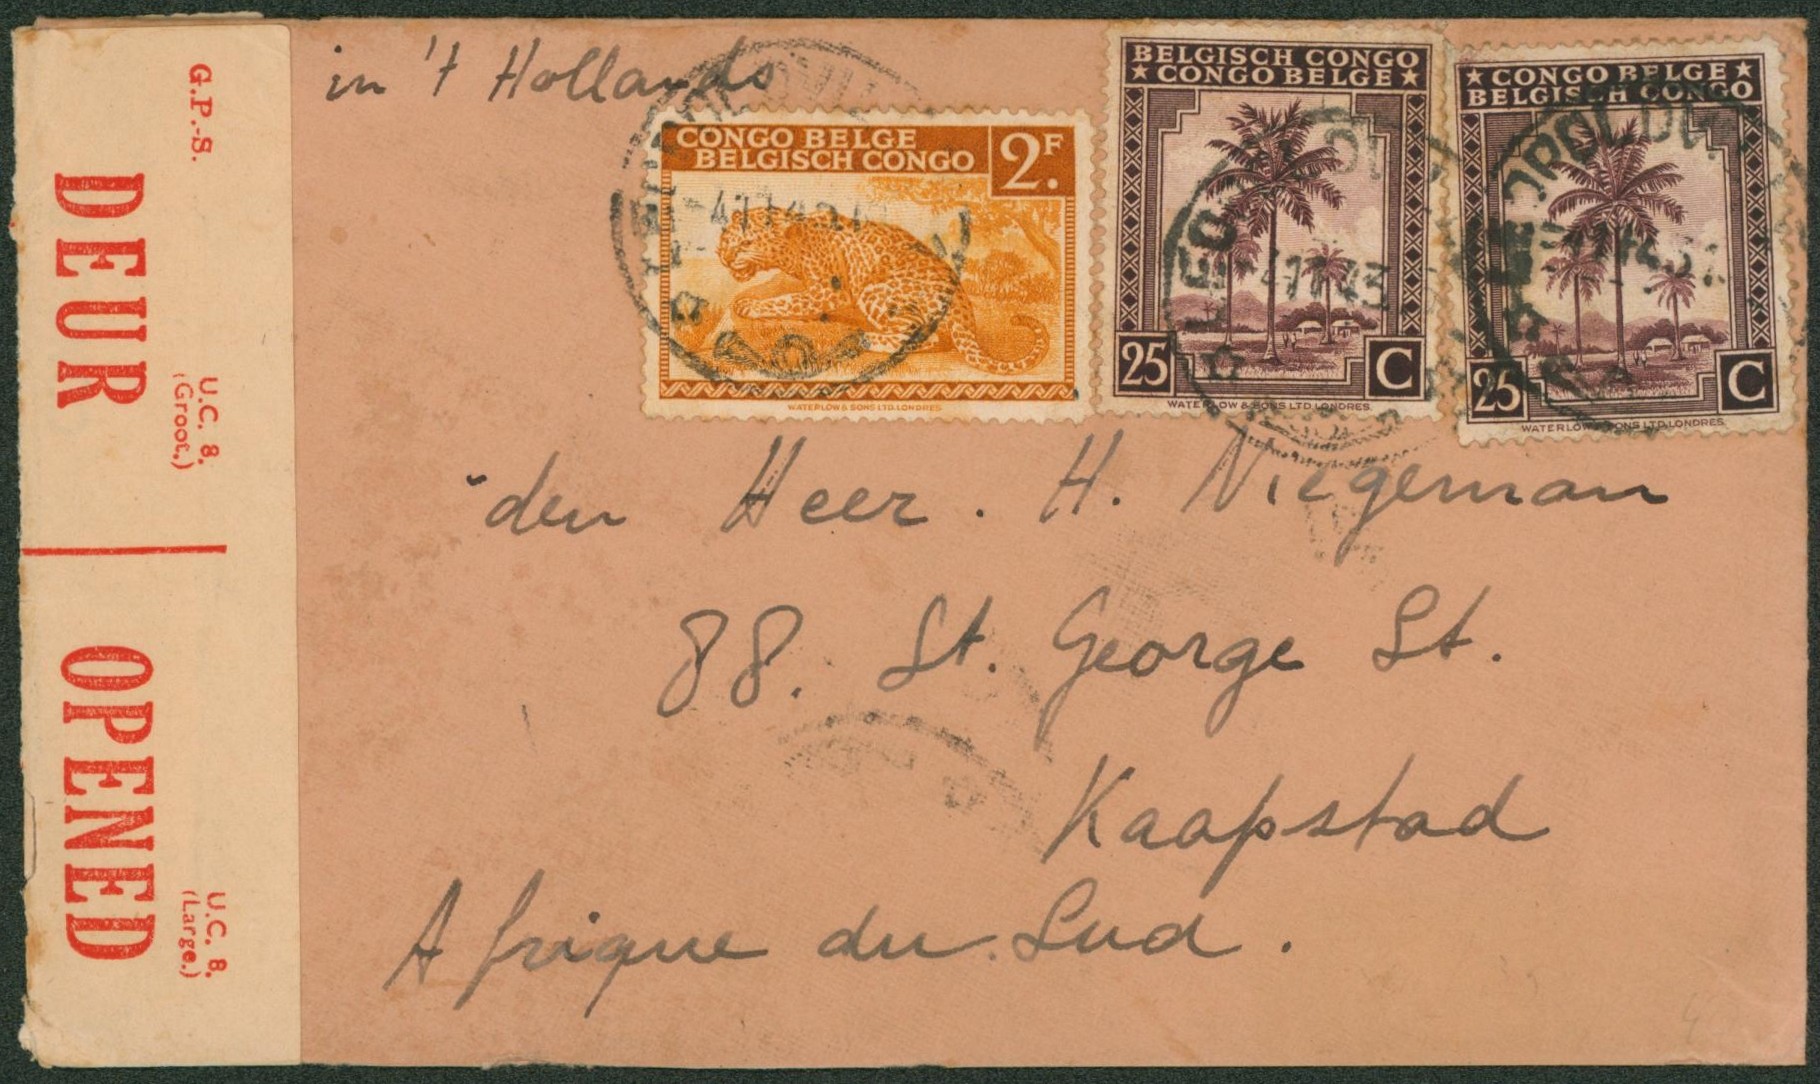 in 't Hollands
CONGO BELGE
BELGISCH CONGO
2.F
WATERLOW & SONS LTD. LONDRES.
BELGISCH CONGO
★ CONGO BELGE ★
25 C
WATERLOW & SONS LTD. LONDRES.
★ CONGO BELGE ★
BELGISCH CONGO
25 C
WATERLOW & SONS LTD. LONDRES.
den Heer. H. Niegeman
88. St. George St.
Kaapstad
Afrique du Sud.
G.P.-S.
U.C. 8.
(Groot.)
DEUR
OPENED
U.C. 8.
(Large.)